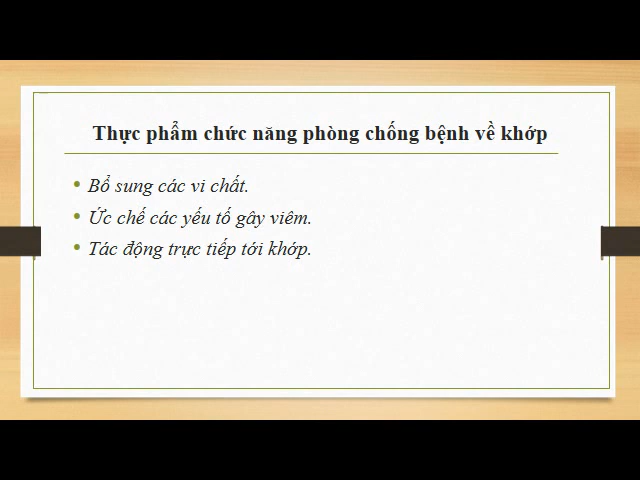 Thực phẩm chức năng phòng chống bệnh về khớp
• Bổ sung các vi chất.
• Ức chế các yếu tố gây viêm.
• Tác động trực tiếp tới khớp.